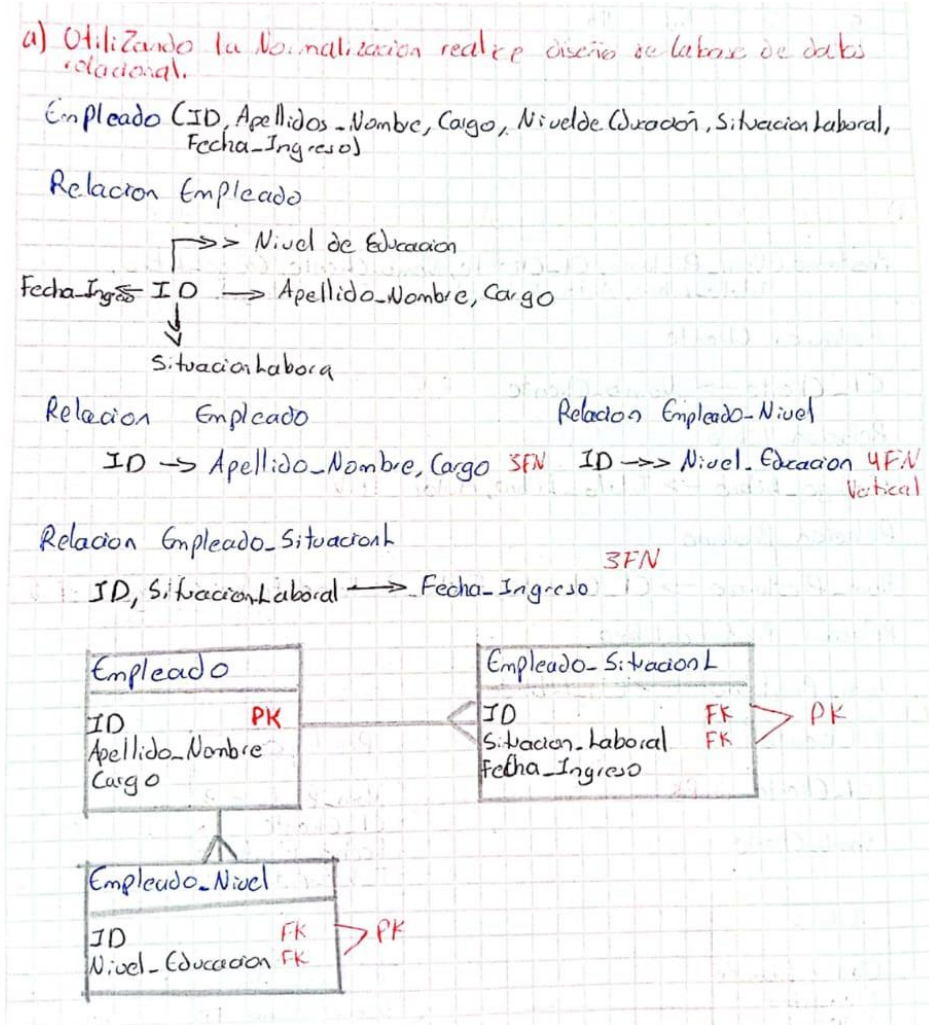 a) Utilizando la Normalizacion realize diseño de la base de datos
relacional.
Empleado (ID, Apellidos_Nombre, Cargo, Nivel de Educación, Situacion Laboral,
Fecha_Ingreso)
Relacion Empleado
->> Nivel de Educacion
Fecha_Ingreso <<- ID -> Apellido_Nombre, Cargo
Situacion Labora
Relacion Empleado
ID -> Apellido_Nombre, Cargo 3FN
Relacion Empleado-Nivel
ID ->> Nivel_Educacion 4FN
Vertical
Relacion Empleado_SituacionL
3FN
ID, Situacion Laboral -> Fecha_Ingreso
Empleado
ID PK
Apellido_Nombre
Cargo
Empleado_SituacionL
ID FK
Situacion_Laboral FK
PK
Fecha_Ingreso
Empleado_Nivel
ID FK
Nivel_Educacion FK
PK